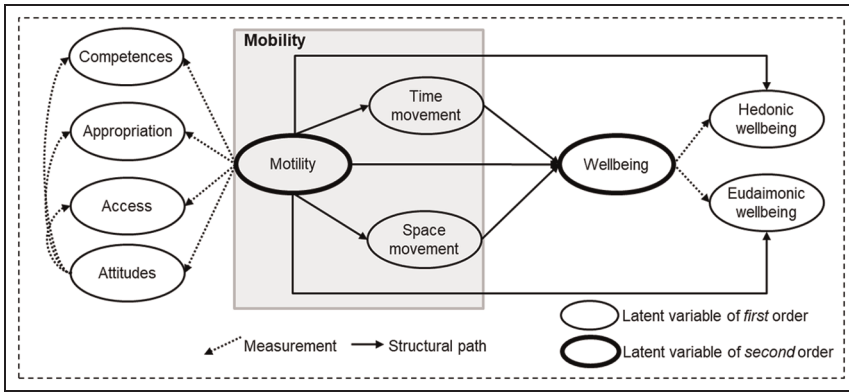 Mobility
Competences
Appropriation
Access
Attitudes
Motility
Time
movement
Space
movement
Wellbeing
Hedonic
wellbeing
Eudaimonic
wellbeing
Measurement
Structural path
Latent variable of first order
Latent variable of second order